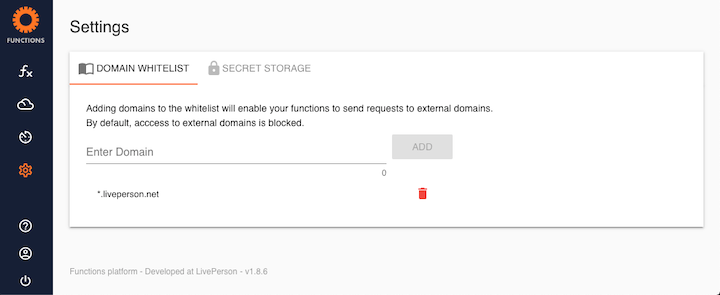 FUNCTIONS
Settings
DOMAIN WHITELIST
SECRET STORAGE
Adding domains to the whitelist will enable your functions to send requests to external domains.
By default, acccess to external domains is blocked.
Enter Domain
ADD
0
*.liveperson.net
Functions platform - Developed at LivePerson - v1.8.6